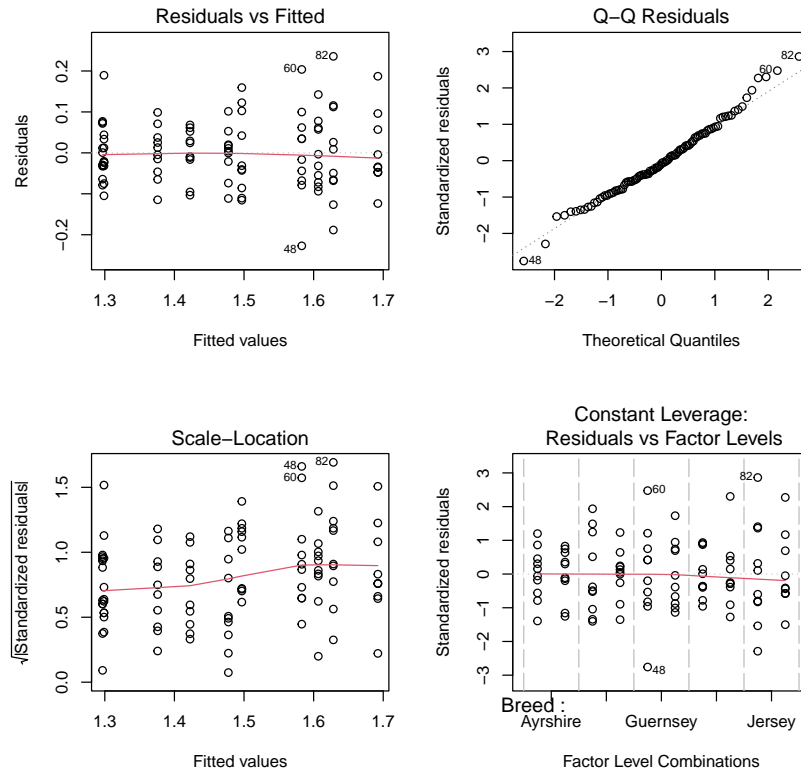 Residuals vs Fitted
Residuals
0.2
0.1
0.0
−0.2
60
82
48
1.3 1.4 1.5 1.6 1.7
Fitted values
Q−Q Residuals
Standardized residuals
3
2
1
0
−1
−2
82
60
48
−2 −1 0 1 2
Theoretical Quantiles
Scale−Location
√|Standardized residuals|
1.5
1.0
0.5
0.0
48
82
60
1.3 1.4 1.5 1.6 1.7
Fitted values
Constant Leverage:
Residuals vs Factor Levels
Standardized residuals
3
2
1
0
−1
−2
−3
82
60
48
Breed :
Ayrshire Guernsey Jersey
Factor Level Combinations